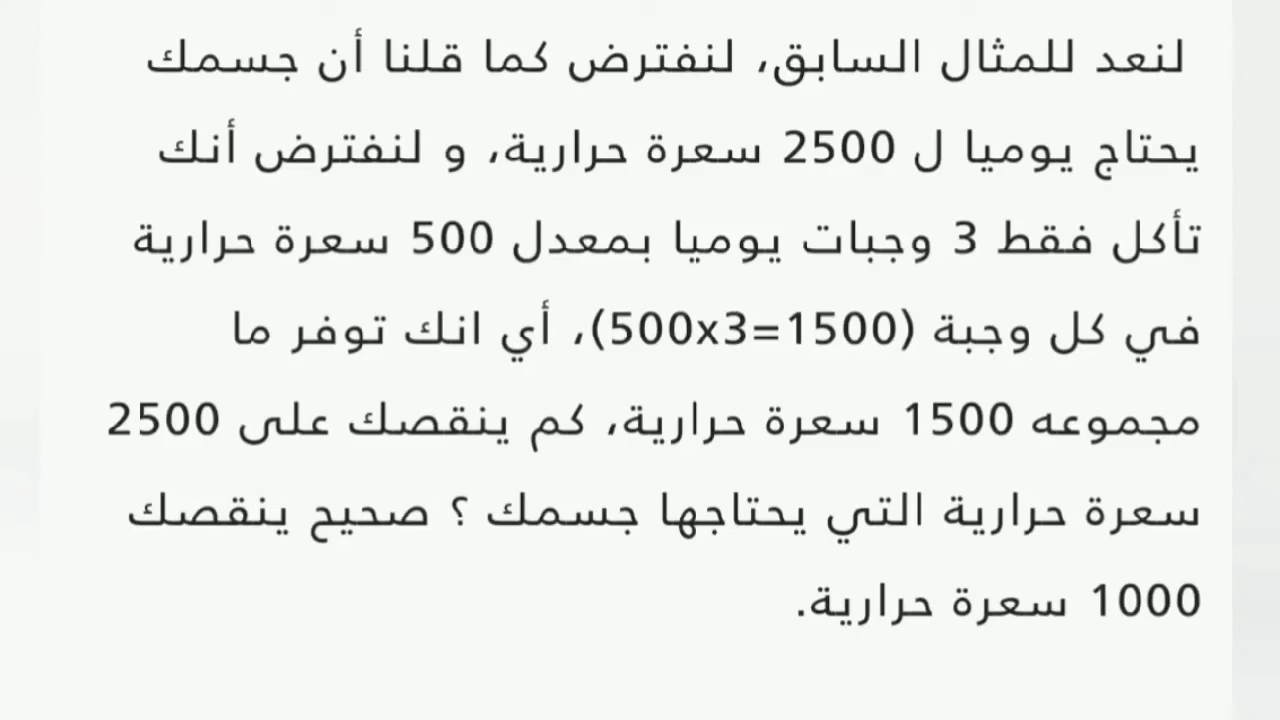 لنعد للمثال السابق، لنفترض كما قلنا أن جسمك
يحتاج يوميا ل 2500 سعرة حرارية، و لنفترض أنك
تأكل فقط 3 وجبات يوميا بمعدل 500 سعرة حرارية
في كل وجبة (500x3=1500)، أي انك توفر ما
مجموعه 1500 سعرة حرارية، كم ينقصك على 2500
سعرة حرارية التي يحتاجها جسمك ؟ صحيح ينقصك
1000 سعرة حرارية.